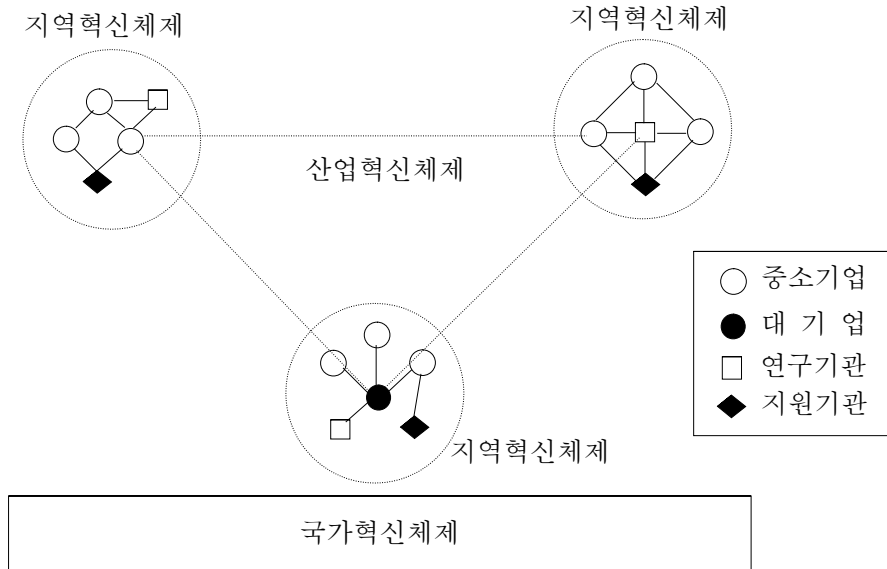 지역혁신체제
지역혁신체제
산업혁신체제
중소기업
대 기 업
연구기관
지원기관
지역혁신체제
국가혁신체제